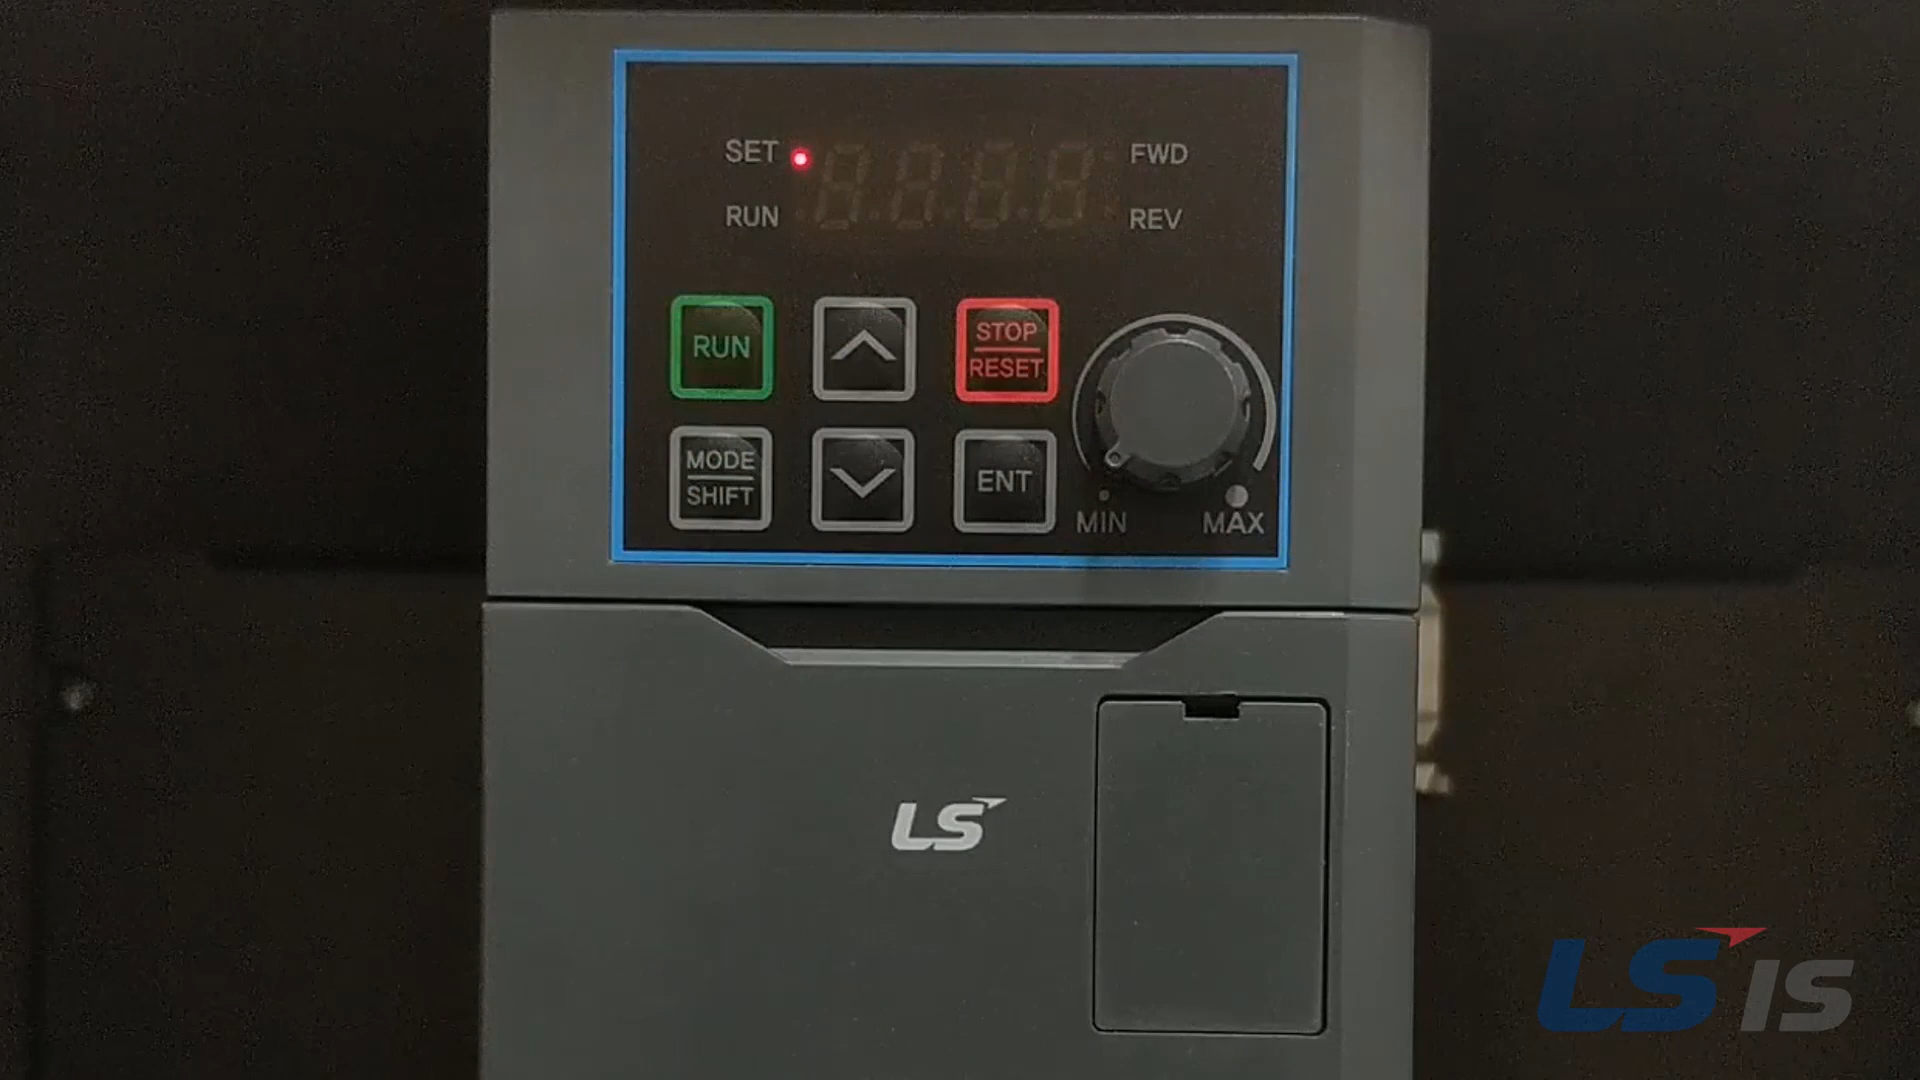 SET
FWD
RUN
REV
RUN
STOP
RESET
MODE
SHIFT
ENT
MIN
MAX
LS
LS IS